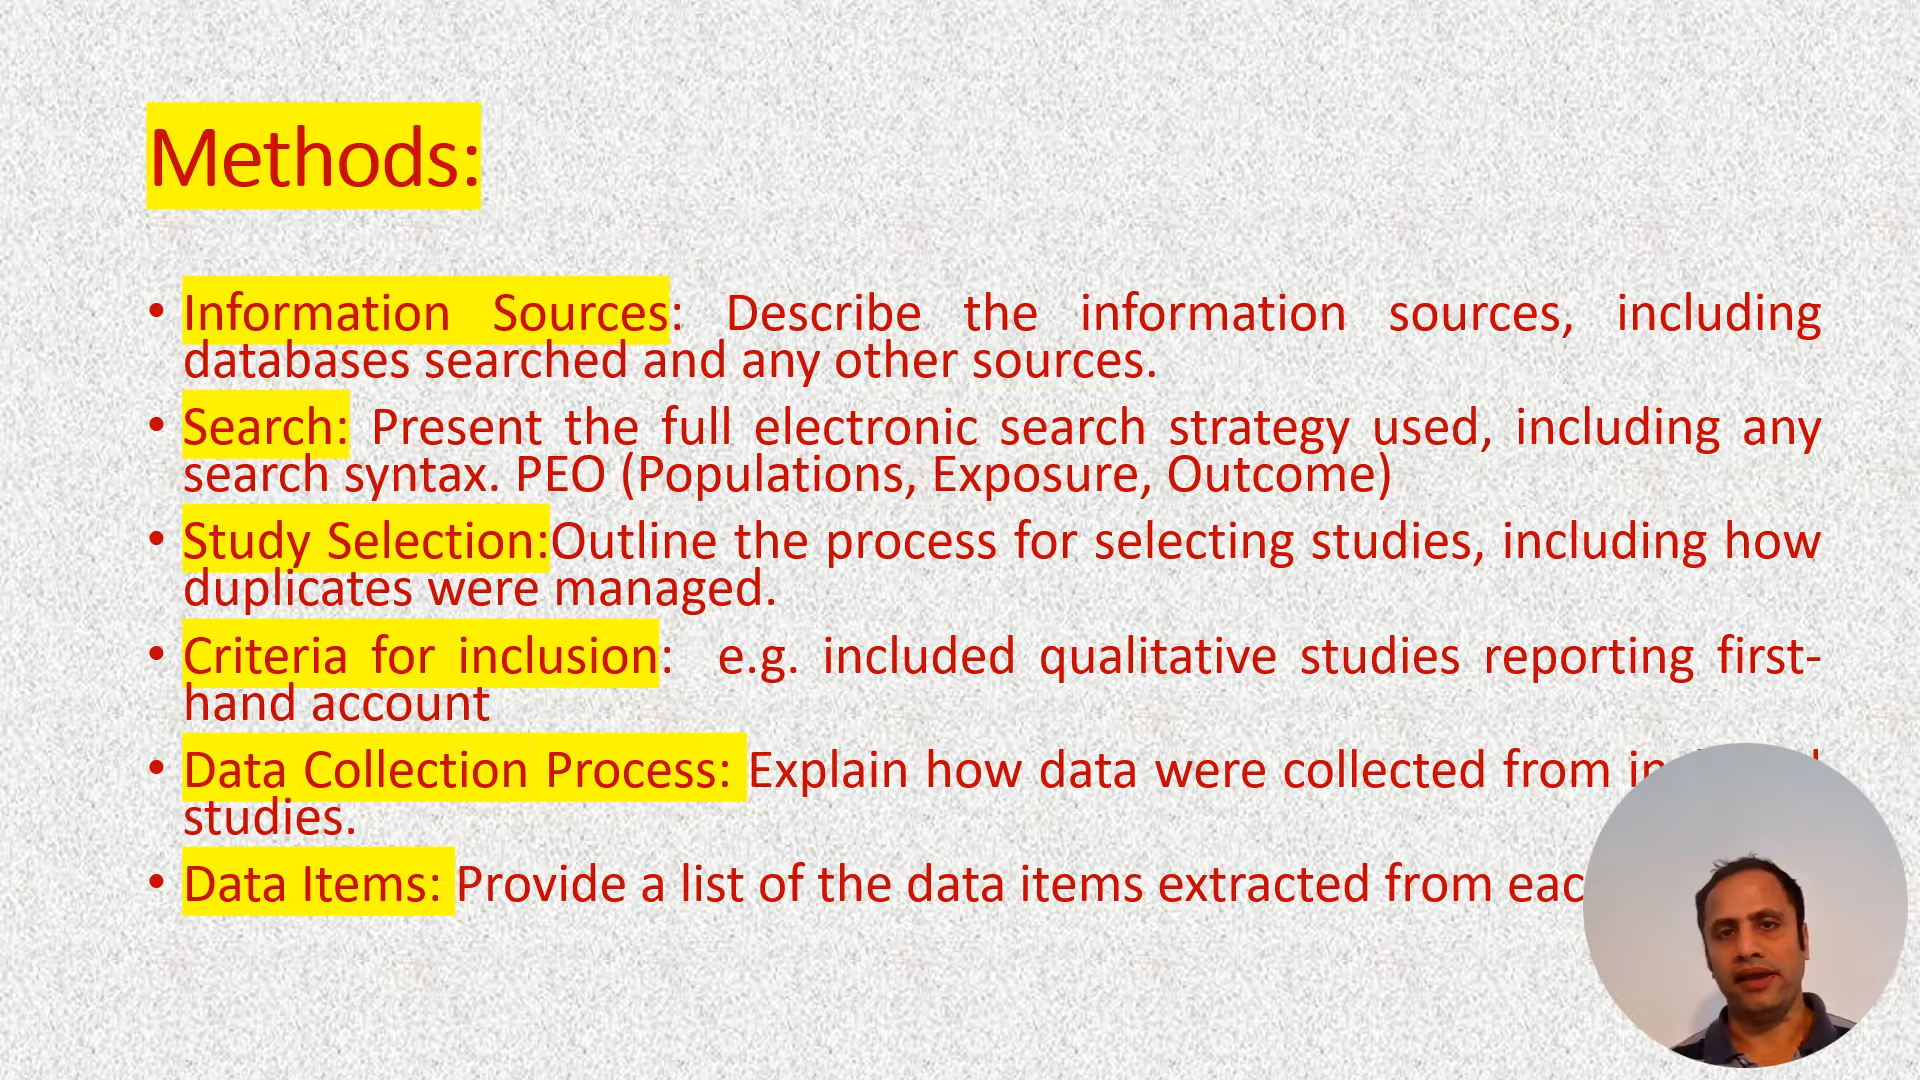 Methods:
• Information Sources: Describe the information sources, including
databases searched and any other sources.
• Search: Present the full electronic search strategy used, including any
search syntax. PEO (Populations, Exposure, Outcome)
• Study Selection:Outline the process for selecting studies, including how
duplicates were managed.
• Criteria for inclusion: e.g. included qualitative studies reporting first-
hand account
• Data Collection Process: Explain how data were collected from
studies.
• Data Items: Provide a list of the data items extracted from